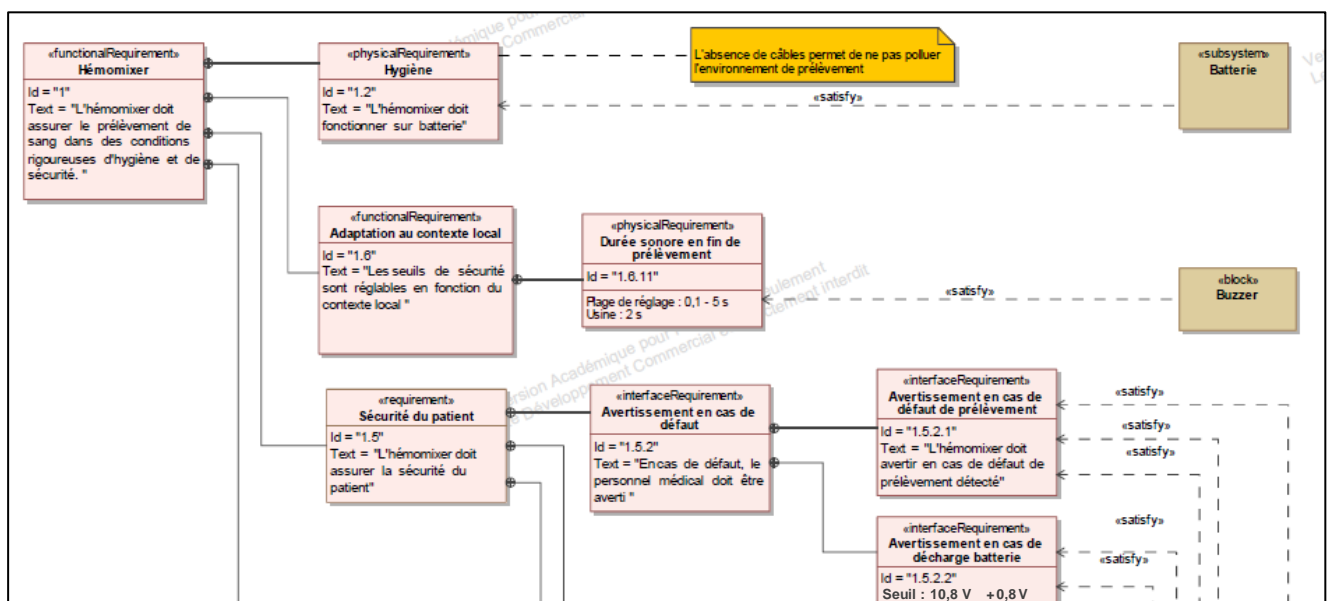 «functionalRequirement»
Hémomixer
Id = "1"
Text = "L'hémomixer doit
assurer le prélèvement de
sang dans des conditions
rigoureuses d'hygiène et de
sécurité. "
«physicalRequirement»
Hygiène
Id = "1.2"
Text = "L'hémomixer doit
fonctionner sur batterie"
L'absence de câbles permet de ne pas polluer
l'environnement de prélèvement
«satisfy»
«subsystem»
Batterie
«functionalRequirement»
Adaptation au contexte local
Id = "1.6"
Text = "Les seuils de sécurité
sont réglables en fonction du
contexte local "
«physicalRequirement»
Durée sonore en fin de
prélèvement
Id = "1.6.11"
Plage de réglage : 0,1 - 5 s
Usine : 2 s
«satisfy»
«block»
Buzzer
«requirement»
Sécurité du patient
Id = "1.5"
Text = "L'hémomixer doit
assurer la sécurité du
patient"
«interfaceRequirement»
Avertissement en cas de
défaut
Id = "1.5.2"
Text = "En cas de défaut, le
personnel médical doit être
averti "
«interfaceRequirement»
Avertissement en cas de
défaut de prélèvement
Id = "1.5.2.1"
Text = "L'hémomixer doit
avertir en cas de défaut de
prélèvement détecté"
«satisfy»
«satisfy»
«satisfy»
«interfaceRequirement»
Avertissement en cas de
décharge batterie
Id = "1.5.2.2"
Seuil : 10,8 V +0,8 V
«satisfy»
«satisfy»